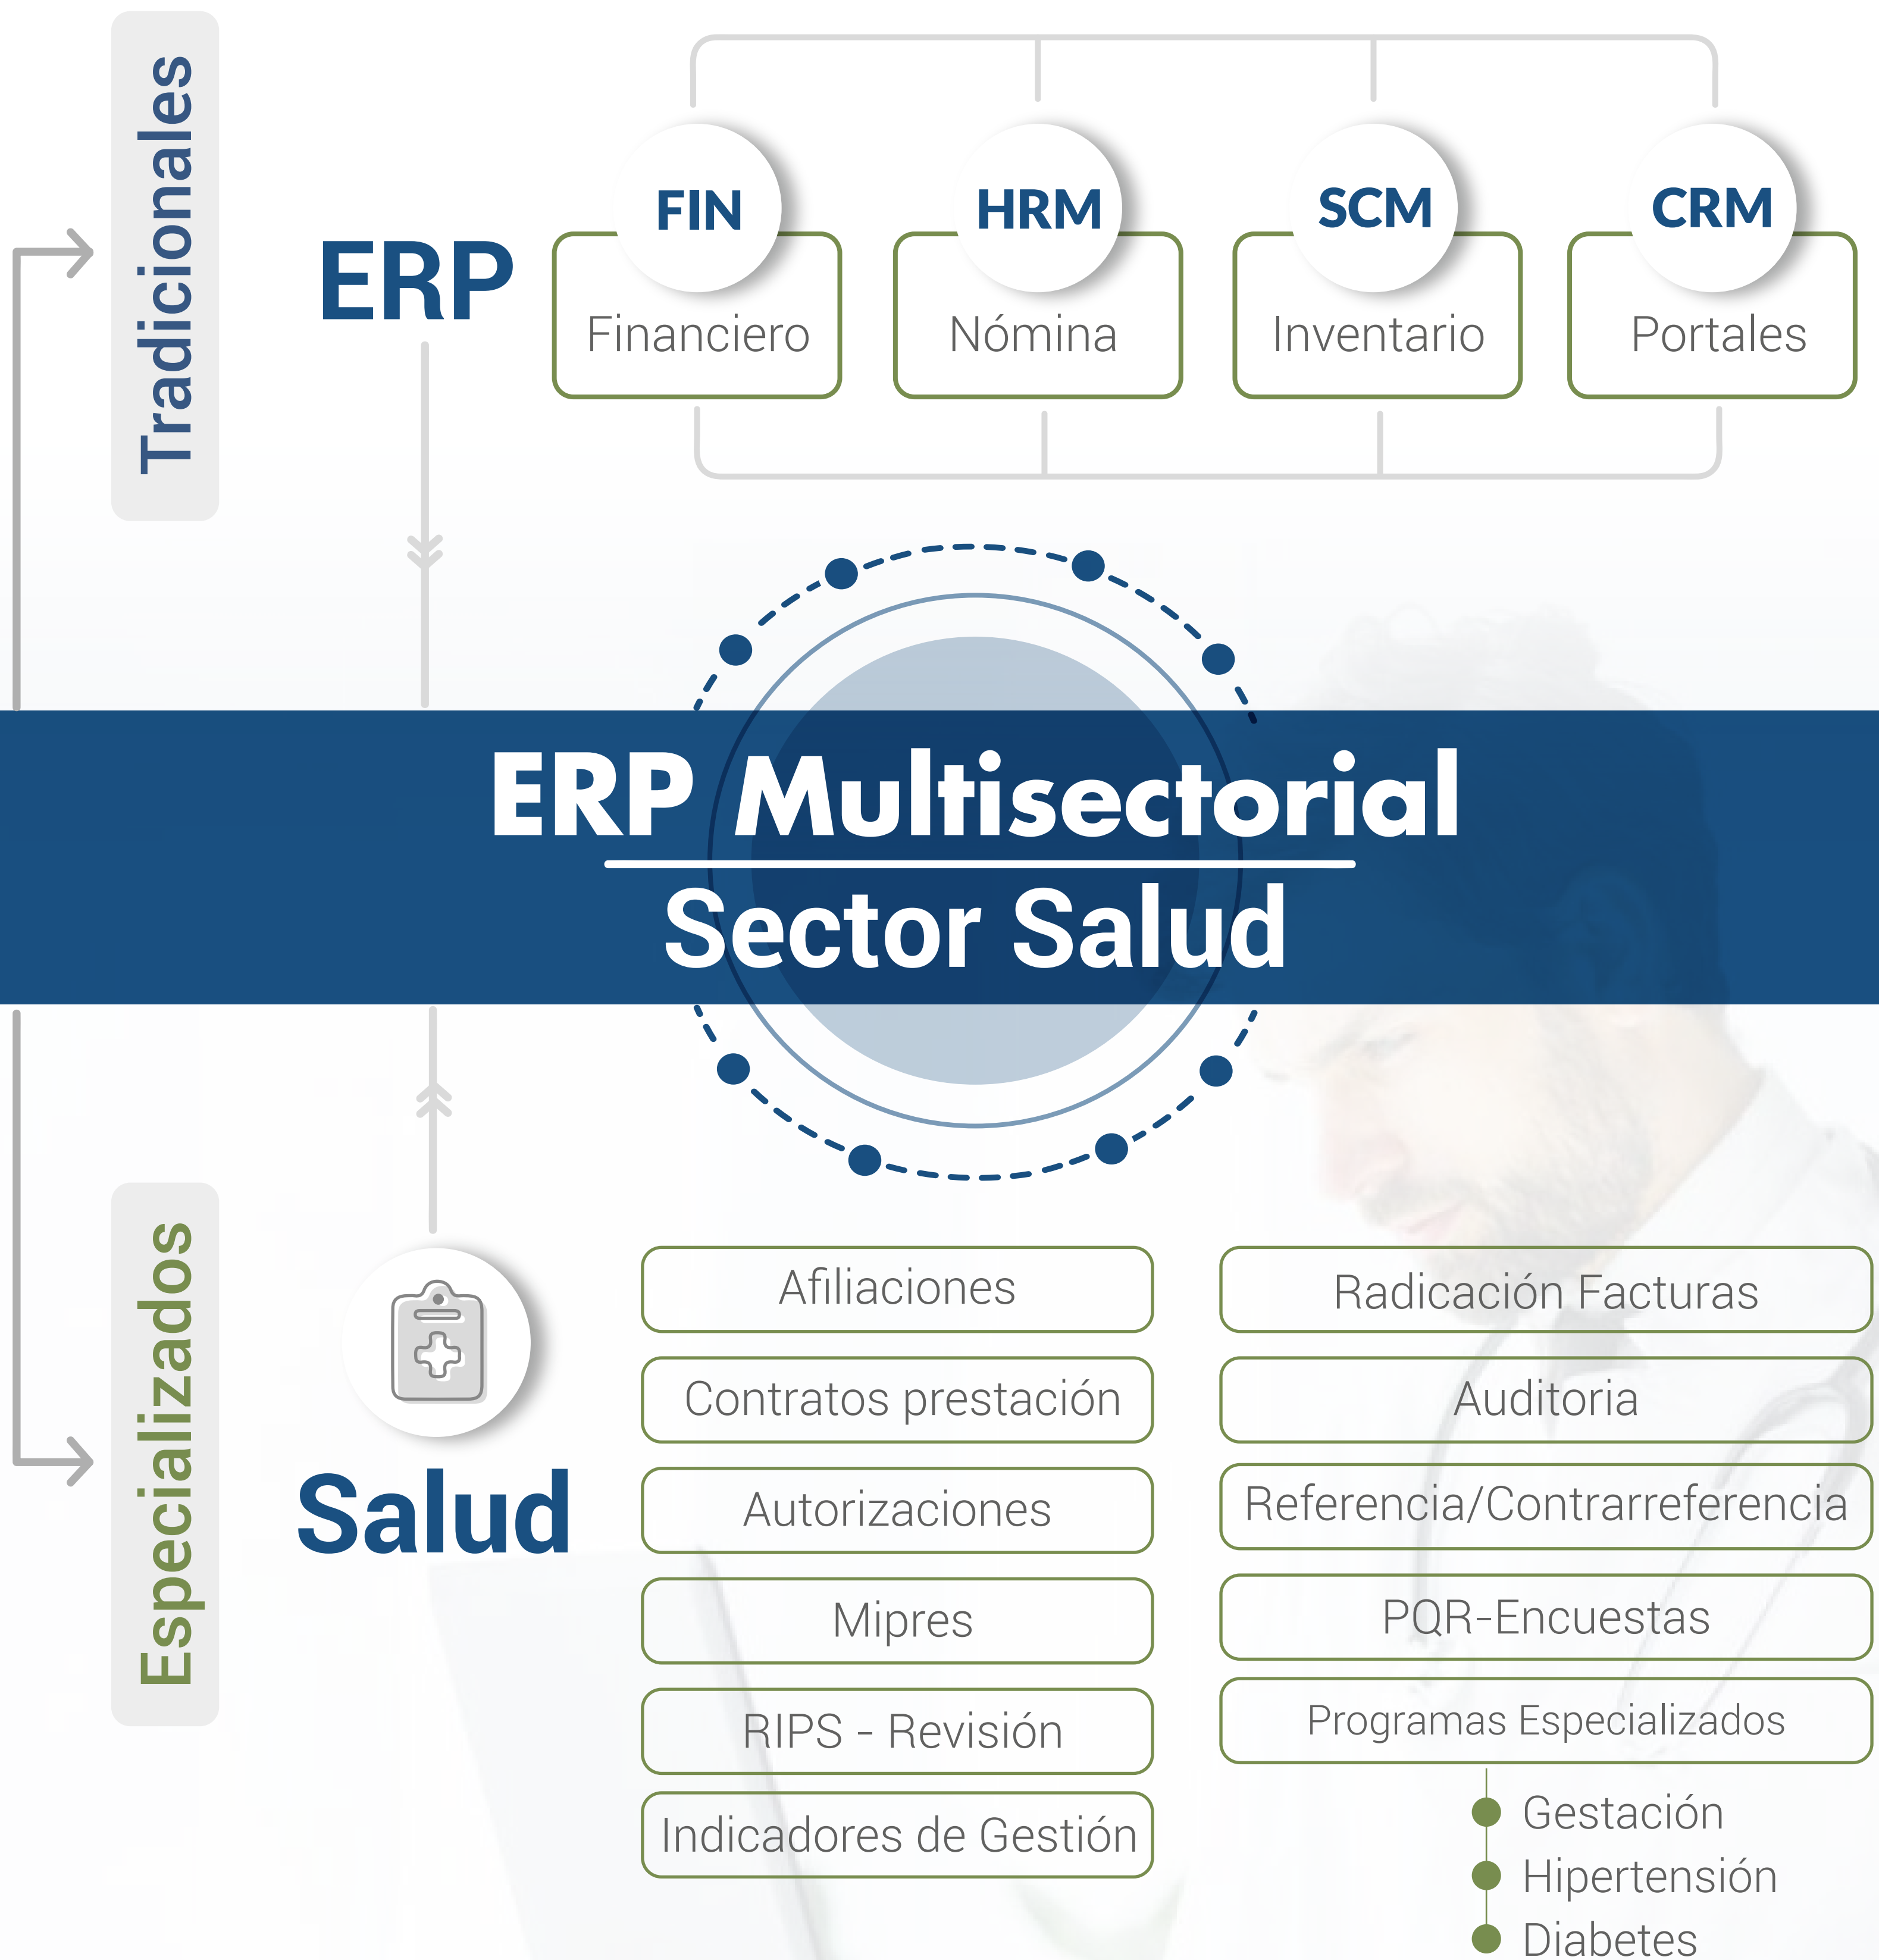 Tradicionales
ERP
FIN
Financiero
HRM
Nómina
SCM
Inventario
CRM
Portales
ERP Multisectorial
Sector Salud
Especializados
Salud
Afiliaciones
Contratos prestación
Autorizaciones
Mipres
RIPS - Revisión
Indicadores de Gestión
Radicación Facturas
Auditoria
Referencia/Contrarreferencia
PQR-Encuestas
Programas Especializados
Gestación
Hipertensión
Diabetes